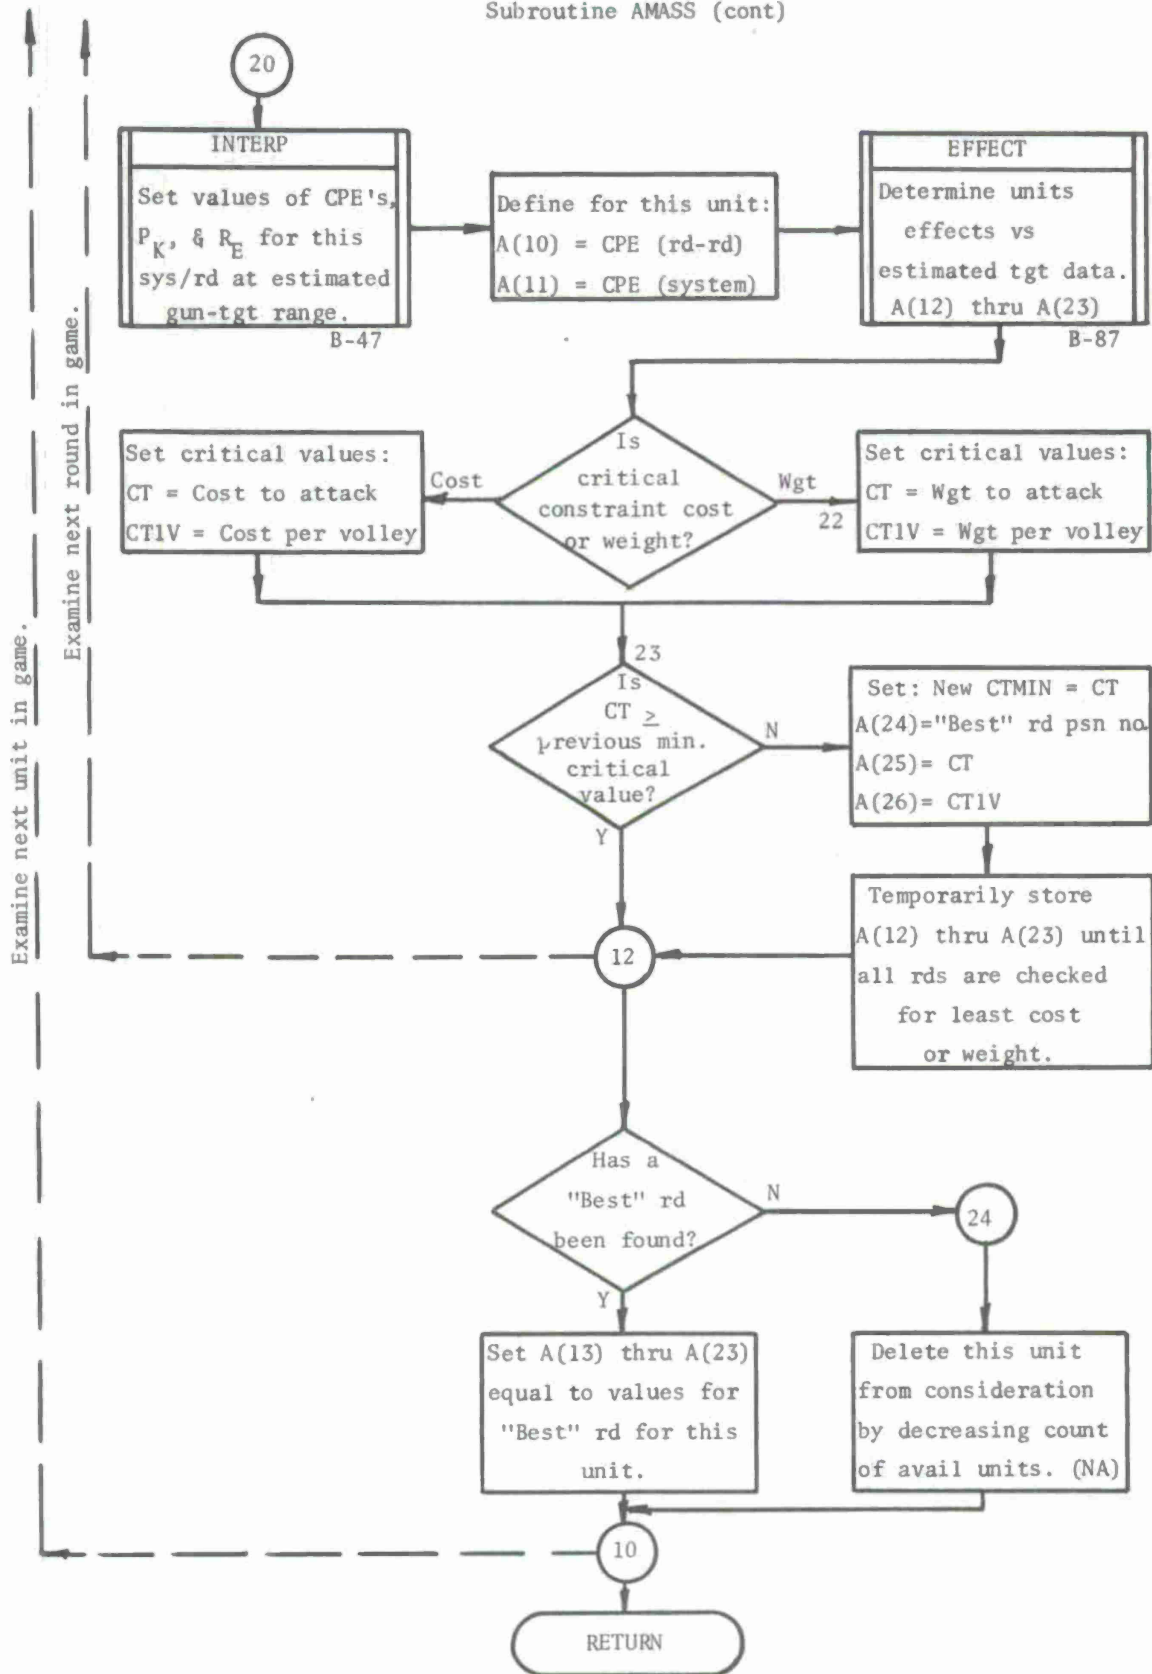 Subroutine AMASS (cont)
20
INTERP
Set values of CPE's,
P_K, & R_E for this
sys/rd at estimated
gun-tgt range.
B-47
Define for this unit:
A(10) = CPE (rd-rd)
A(11) = CPE (system)
EFFECT
Determine units
effects vs
estimated tgt data.
A(12) thru A(23)
B-87
Is
critical
constraint cost
or weight?
Cost
Set critical values:
CT = Cost to attack
CT1V = Cost per volley
Wgt
22
Set critical values:
CT = Wgt to attack
CT1V = Wgt per volley
23
Is
CT ≥
previous min.
critical
value?
N
Set: New CTMIN = CT
A(24)="Best" rd psn no.
A(25)= CT
A(26)= CT1V
Temporarily store
A(12) thru A(23) until
all rds are checked
for least cost
or weight.
Y
12
Examine next round in game.
Examine next unit in game.
Has a
"Best" rd
been found?
N
24
Delete this unit
from consideration
by decreasing count
of avail units. (NA)
Y
Set A(13) thru A(23)
equal to values for
"Best" rd for this
unit.
10
RETURN